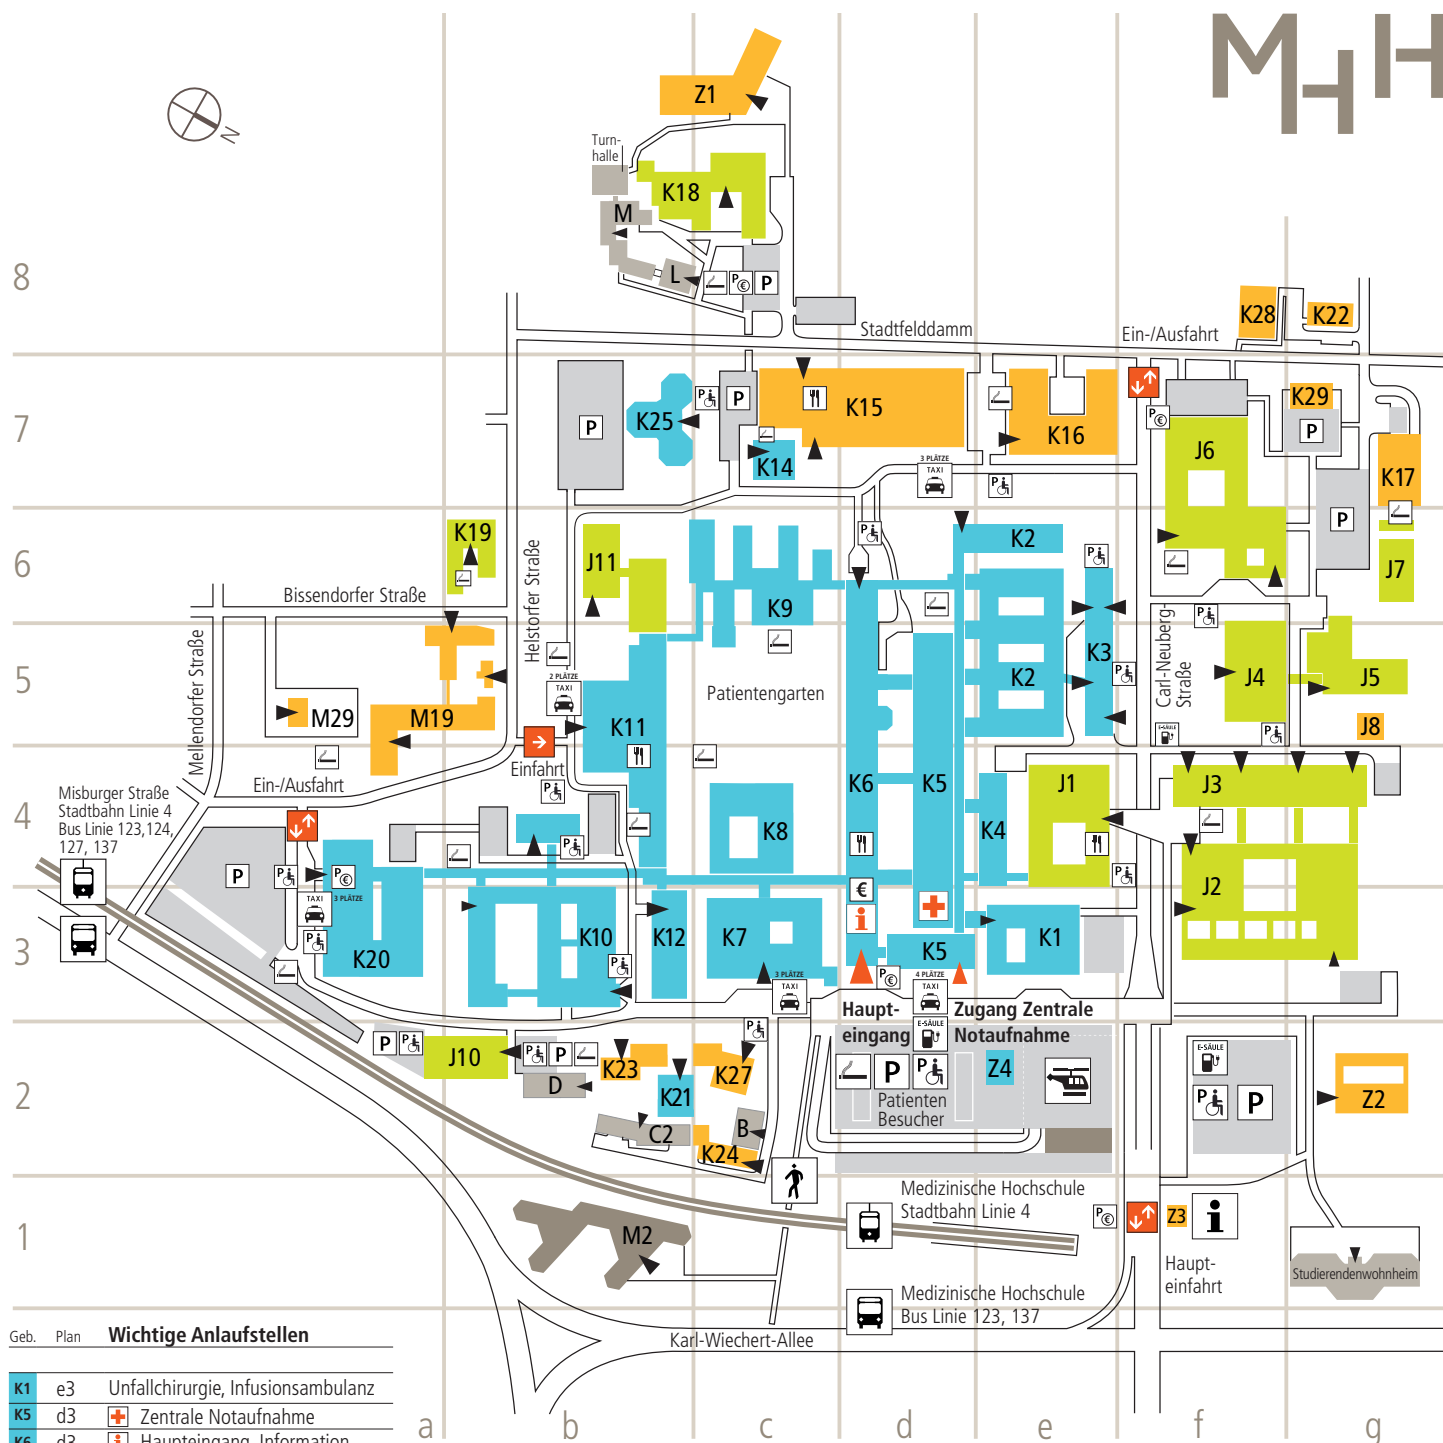 MHH
Z1
N
Turn-
halle
K18
M
L
P€
P
8
Stadtfelddamm
Ein-/Ausfahrt
K28
K22
7
P
K25
P
P
K15
K14
K16
P€
J6
K29
P
K17
3 PLÄTZE
TAXI
P
P
6
K19
J11
K9
P
K2
P
J7
Bissendorfer Straße
Helstorfer Straße
Mellendorfer Straße
5
M29
M19
2 PLÄTZE
TAXI
K11
Patientengarten
K2
K3
P
P
Carl-Neuberg-
Straße
J4
J5
J8
E-SÄULE
P
Einfahrt
Ein-/Ausfahrt
Misburger Straße
Stadtbahn Linie 4
Bus Linie 123,124,
127, 137
4
P
P
K8
K6
K5
K4
J1
J3
P
P
P€
3 PLÄTZE
TAXI
€
i
P
J2
3
P
K20
K10
P
K12
K7
K5
K1
3 PLÄTZE
TAXI
P€
4 PLÄTZE
TAXI
Haupt-
eingang
Zugang Zentrale
Notaufnahme
E-SÄULE
E-SÄULE
2
P
P
J10
P
P
D
K23
K21
K27
P
C2
B
K24
P
P
Patienten
Besucher
Z4
P
P
Z2
1
M2
Medizinische Hochschule
Stadtbahn Linie 4
P€
Z3
i
Haupt-
einfahrt
Studierendenwohnheim
Medizinische Hochschule
Bus Linie 123, 137
Karl-Wiechert-Allee
Geb. Plan Wichtige Anlaufstellen
K1 e3 Unfallchirurgie, Infusionsambulanz
K5 d3 Zentrale Notaufnahme
K6 d3 i Haupteingang, Information
a b c d e f g